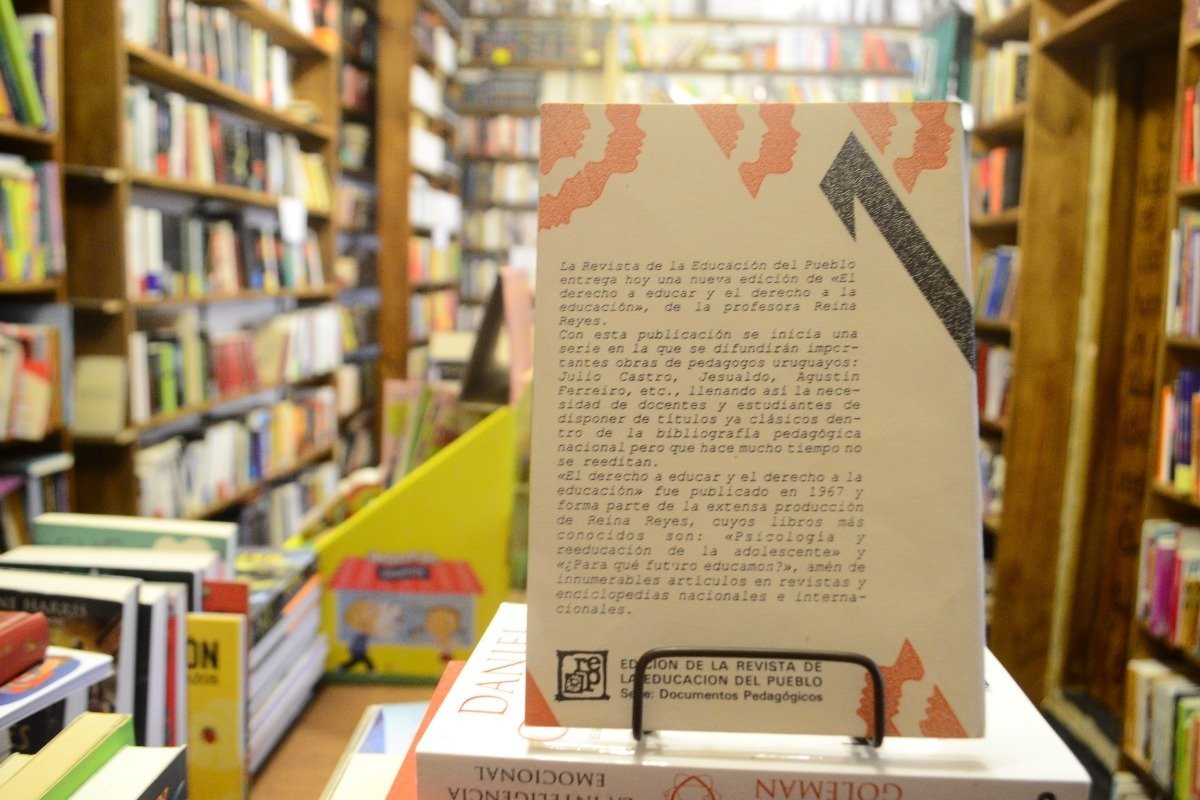 La Revista de la Educación del Pueblo
entrega hoy una nueva edición de «El
derecho a educar y el derecho a la
educación», de la profesora Reina
Reyes.
Con esta publicación se inicia una
serie en la que se difundirán impor-
tantes obras de pedagogos uruguayos:
Julio Castro, Jesualdo, Agustín
Ferreiro, etc., llenando así la nece-
sidad de docentes y estudiantes de
disponer de títulos ya clásicos den-
tro de la bibliografía pedagógica
nacional pero que hace mucho tiempo no
se reeditan.
«El derecho a educar y el derecho a la
educación» fue publicado en 1967 y
forma parte de la extensa producción
de Reina Reyes, cuyos libros más
conocidos son: «Psicología y
reeducación de la adolescente» y
«¿Para qué futuro educamos?», amén de
innumerables artículos en revistas y
enciclopedias nacionales e interna-
cionales.
rep
EDICION DE LA REVISTA DE
LA EDUCACION DEL PUEBLO
Serie: Documentos Pedagógicos
DANIEL
LA INTELIGENCIA
EMOCIONAL
GOLEMAN
HARRIS